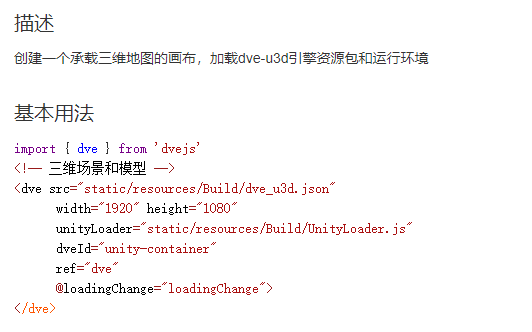 描述
创建一个承载三维地图的画布，加载dve-u3d引擎资源包和运行环境
基本用法
import { dve } from 'dvejs'
<!-- 三维场景和模型 -->
<dve src="static/resources/Build/dve_u3d.json"
width="1920" height="1080"
unityLoader="static/resources/Build/UnityLoader.js"
dveId="unity-container"
ref="dve"
@loadingChange="loadingChange">
</dve>